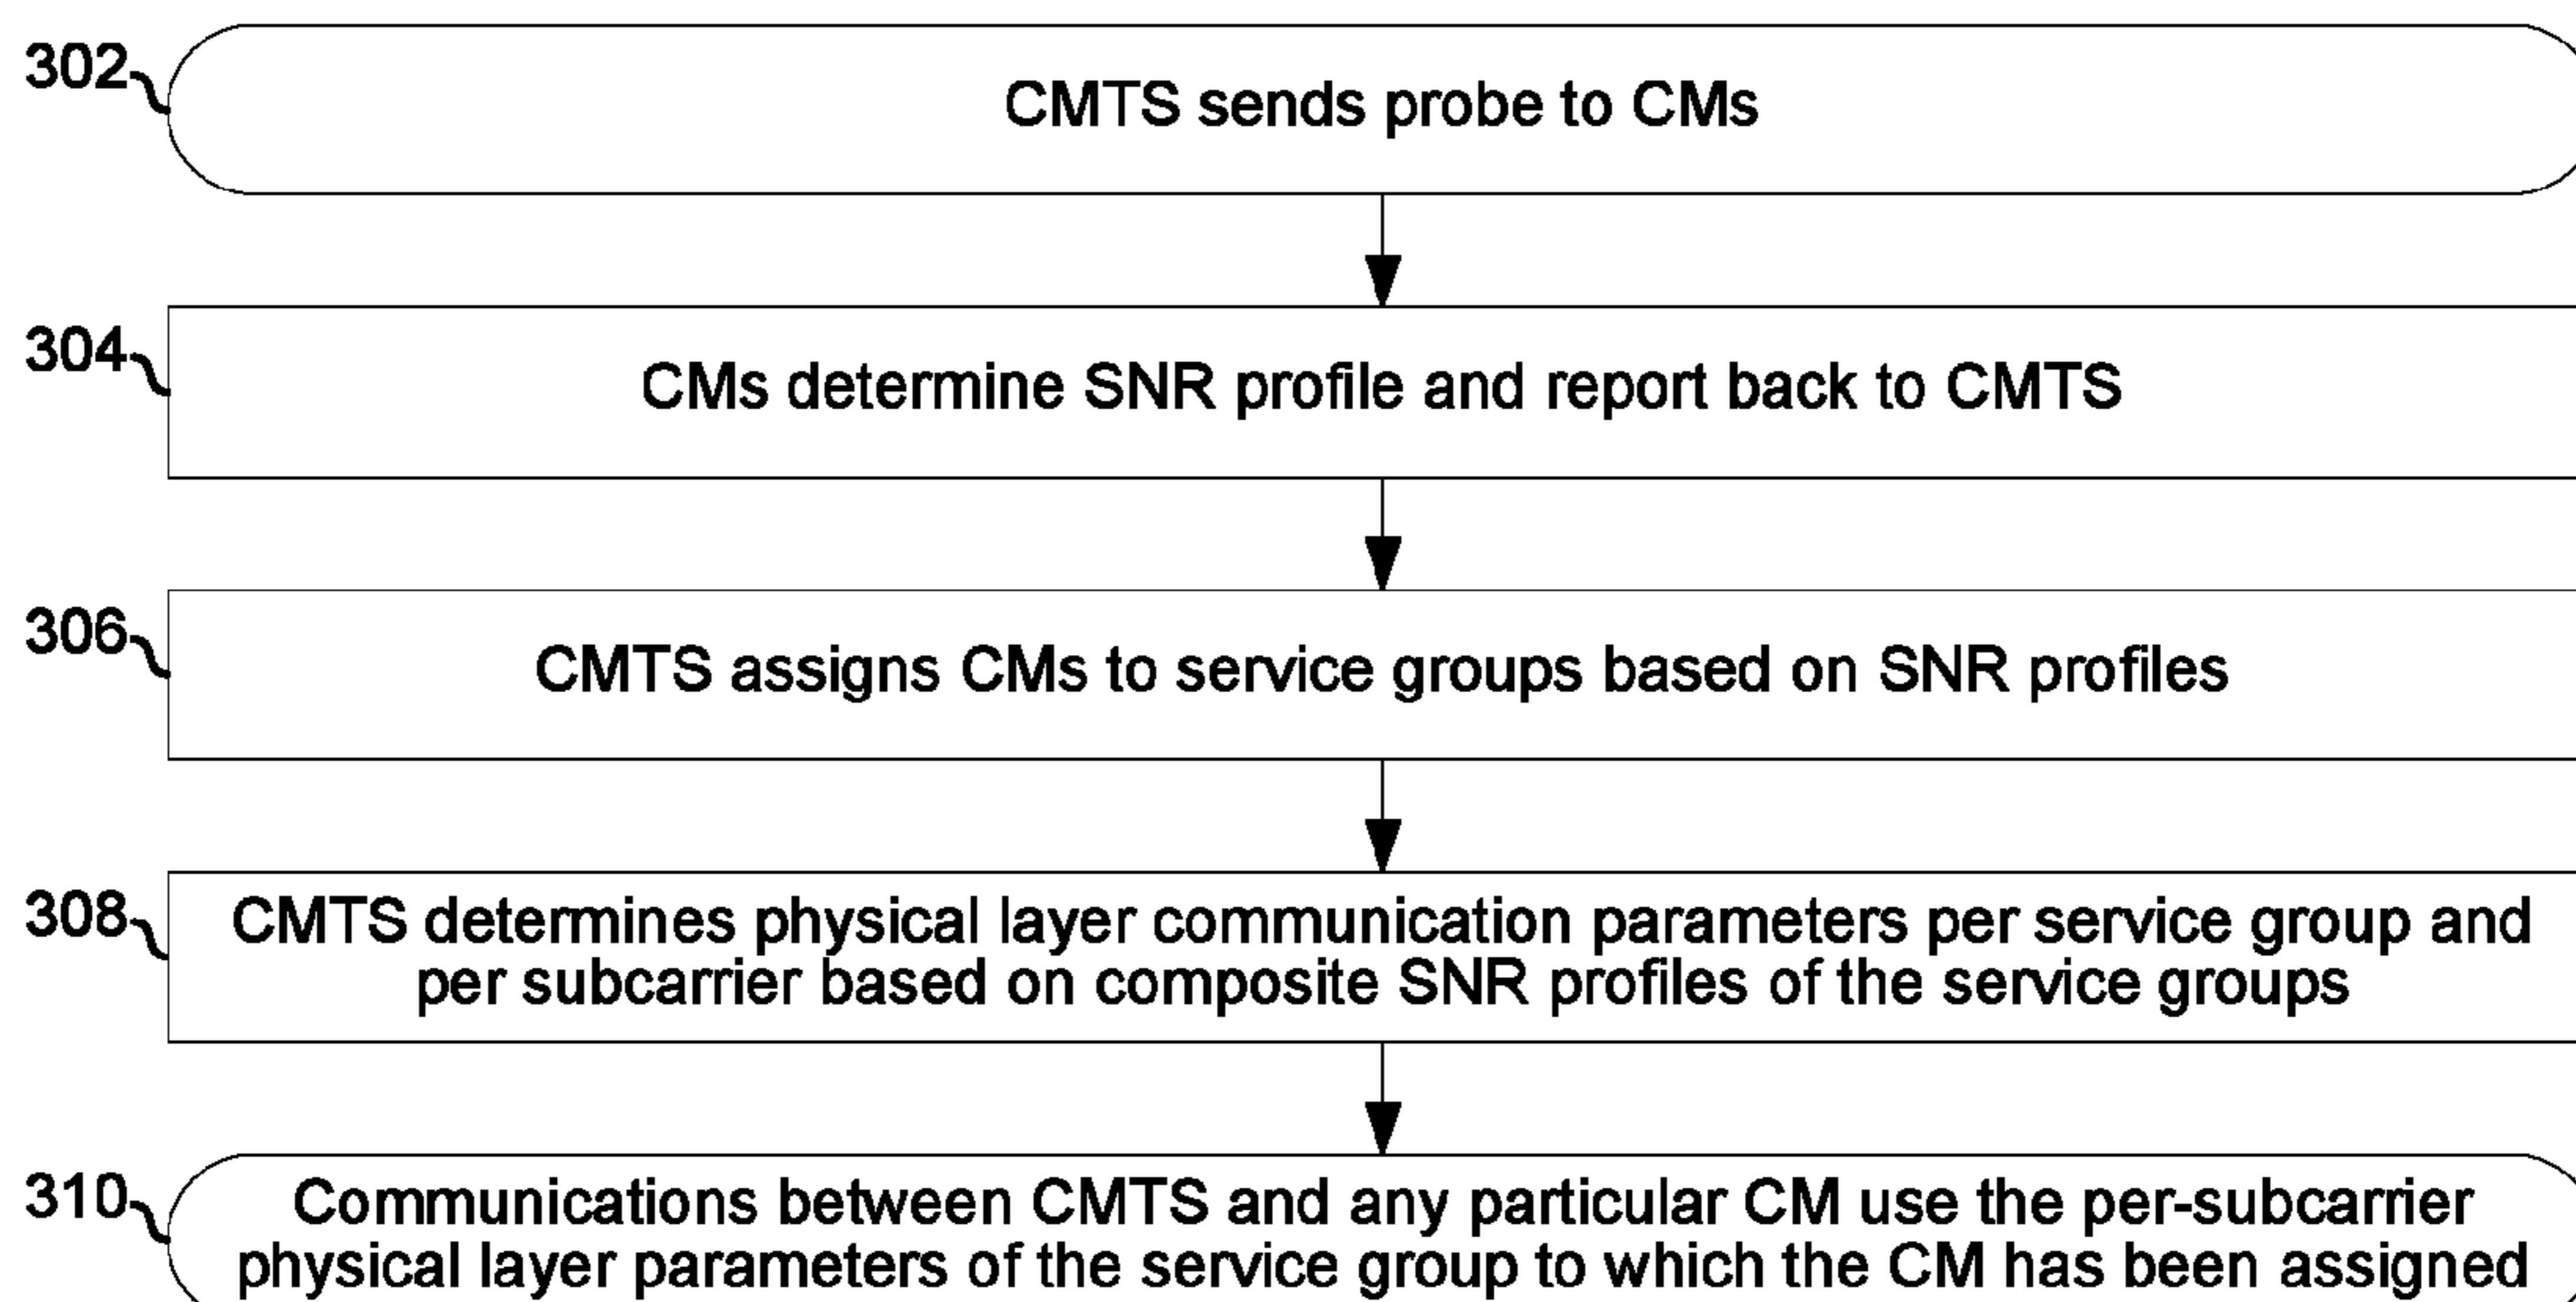 302
CMTS sends probe to CMs
304
CMs determine SNR profile and report back to CMTS
306
CMTS assigns CMs to service groups based on SNR profiles
308
CMTS determines physical layer communication parameters per service group and
per subcarrier based on composite SNR profiles of the service groups
310
Communications between CMTS and any particular CM use the per-subcarrier
physical layer parameters of the service group to which the CM has been assigned